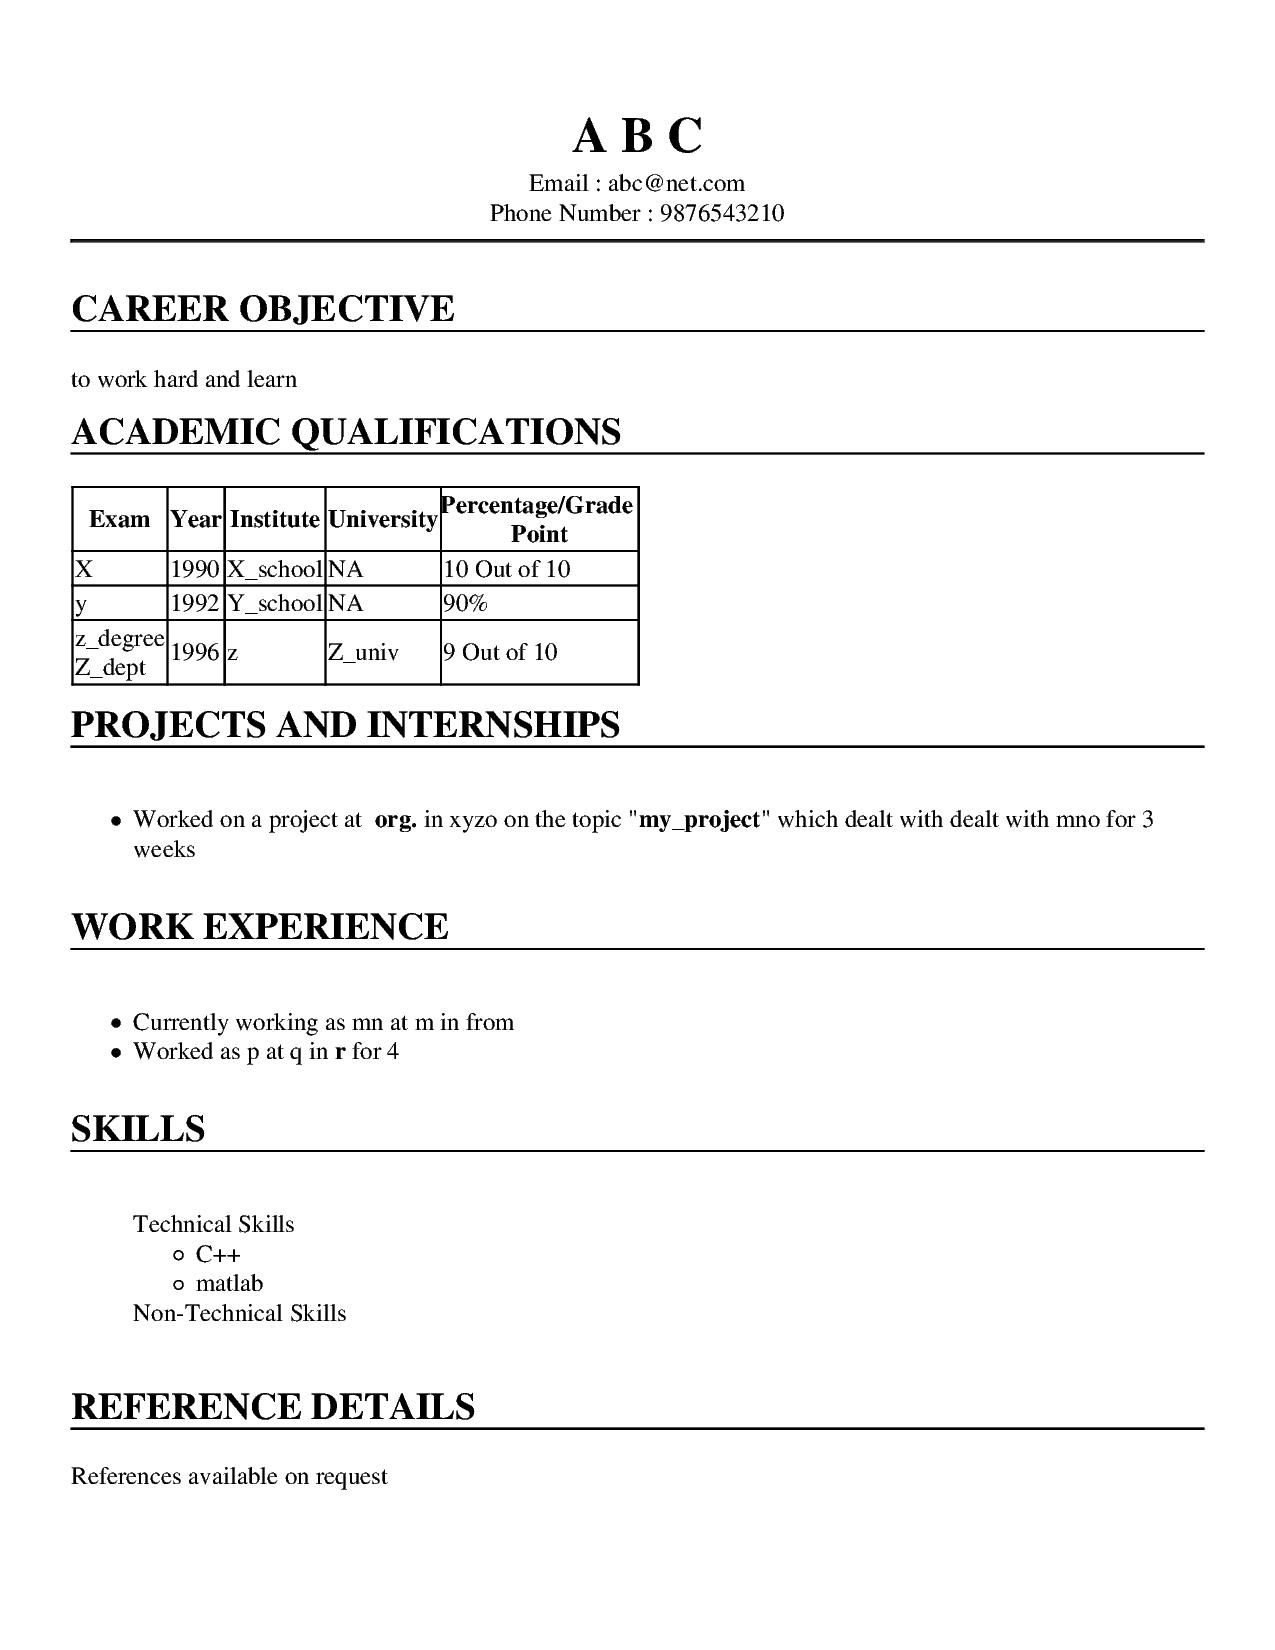 A B C
Email : abc@net.com
Phone Number : 9876543210
CAREER OBJECTIVE
to work hard and learn
ACADEMIC QUALIFICATIONS
Exam Year Institute University Percentage/Grade Point
X 1990 X_school NA 10 Out of 10
y 1992 Y_school NA 90%
z_degree Z_dept 1996 z Z_univ 9 Out of 10
PROJECTS AND INTERNSHIPS
Worked on a project at org. in xyzo on the topic "my_project" which dealt with dealt with mno for 3
weeks
WORK EXPERIENCE
Currently working as mn at m in from
Worked as p at q in r for 4
SKILLS
Technical Skills
C++
matlab
Non-Technical Skills
REFERENCE DETAILS
References available on request